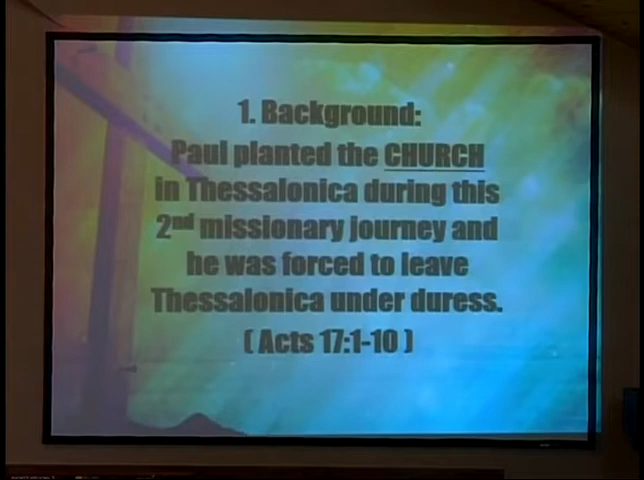 1. Background:
Paul planted the CHURCH
in Thessalonica during this
2nd missionary journey and
he was forced to leave
Thessalonica under duress.
( Acts 17:1-10 )